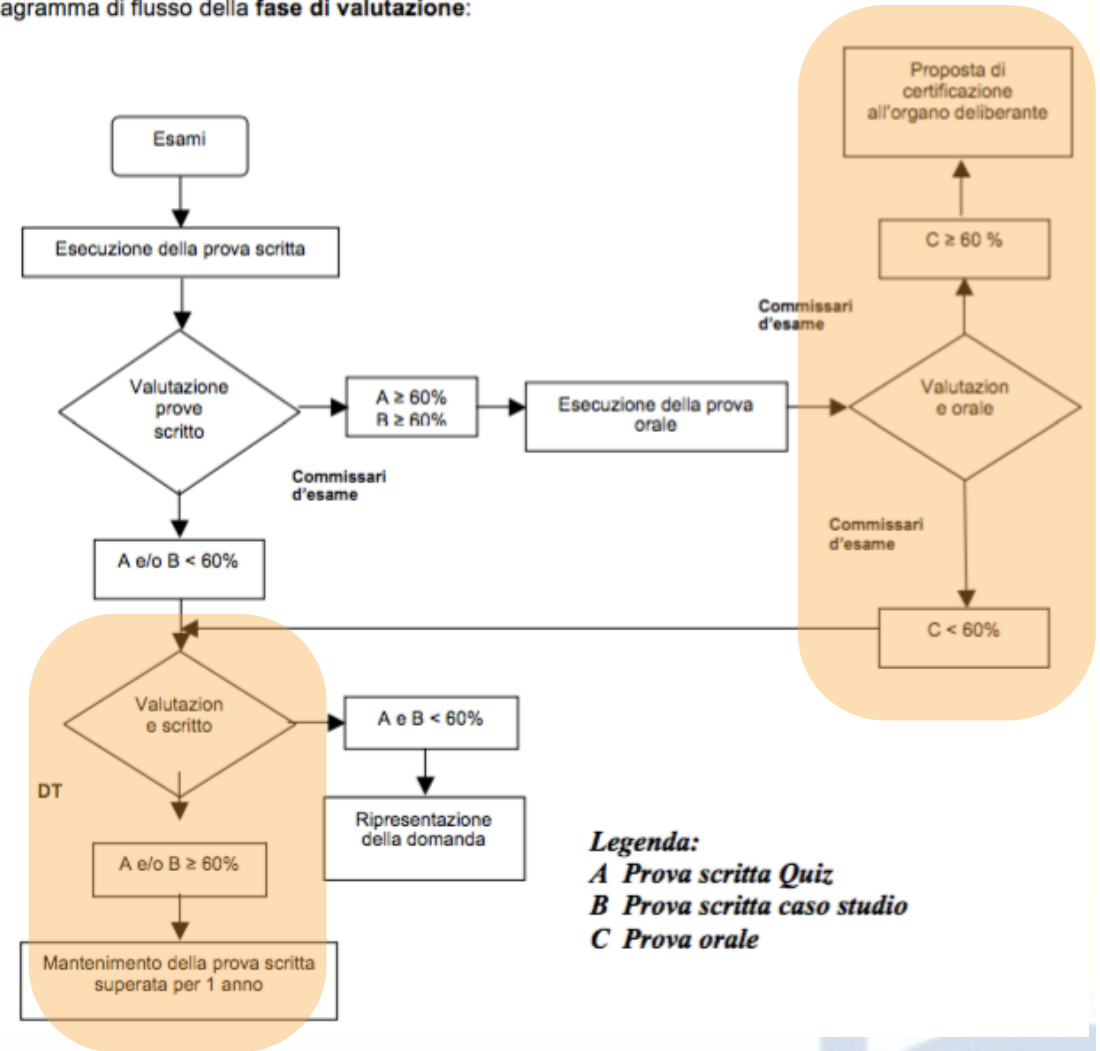 agramma di flusso della fase di valutazione:
Esami
Esecuzione della prova scritta
Valutazione
prove
scritto
A ≥ 60%
B ≥ 60%
Commissari
d'esame
Esecuzione della prova
orale
Commissari
d'esame
Valutazion
e orale
C ≥ 60 %
Proposta di
certificazione
all'organo deliberante
Commissari
d'esame
C < 60%
A e/o B < 60%
Valutazion
e scritto
DT
A e B < 60%
Ripresentazione
della domanda
A e/o B ≥ 60%
Mantenimento della prova scritta
superata per 1 anno
Legenda:
A Prova scritta Quiz
B Prova scritta caso studio
C Prova orale